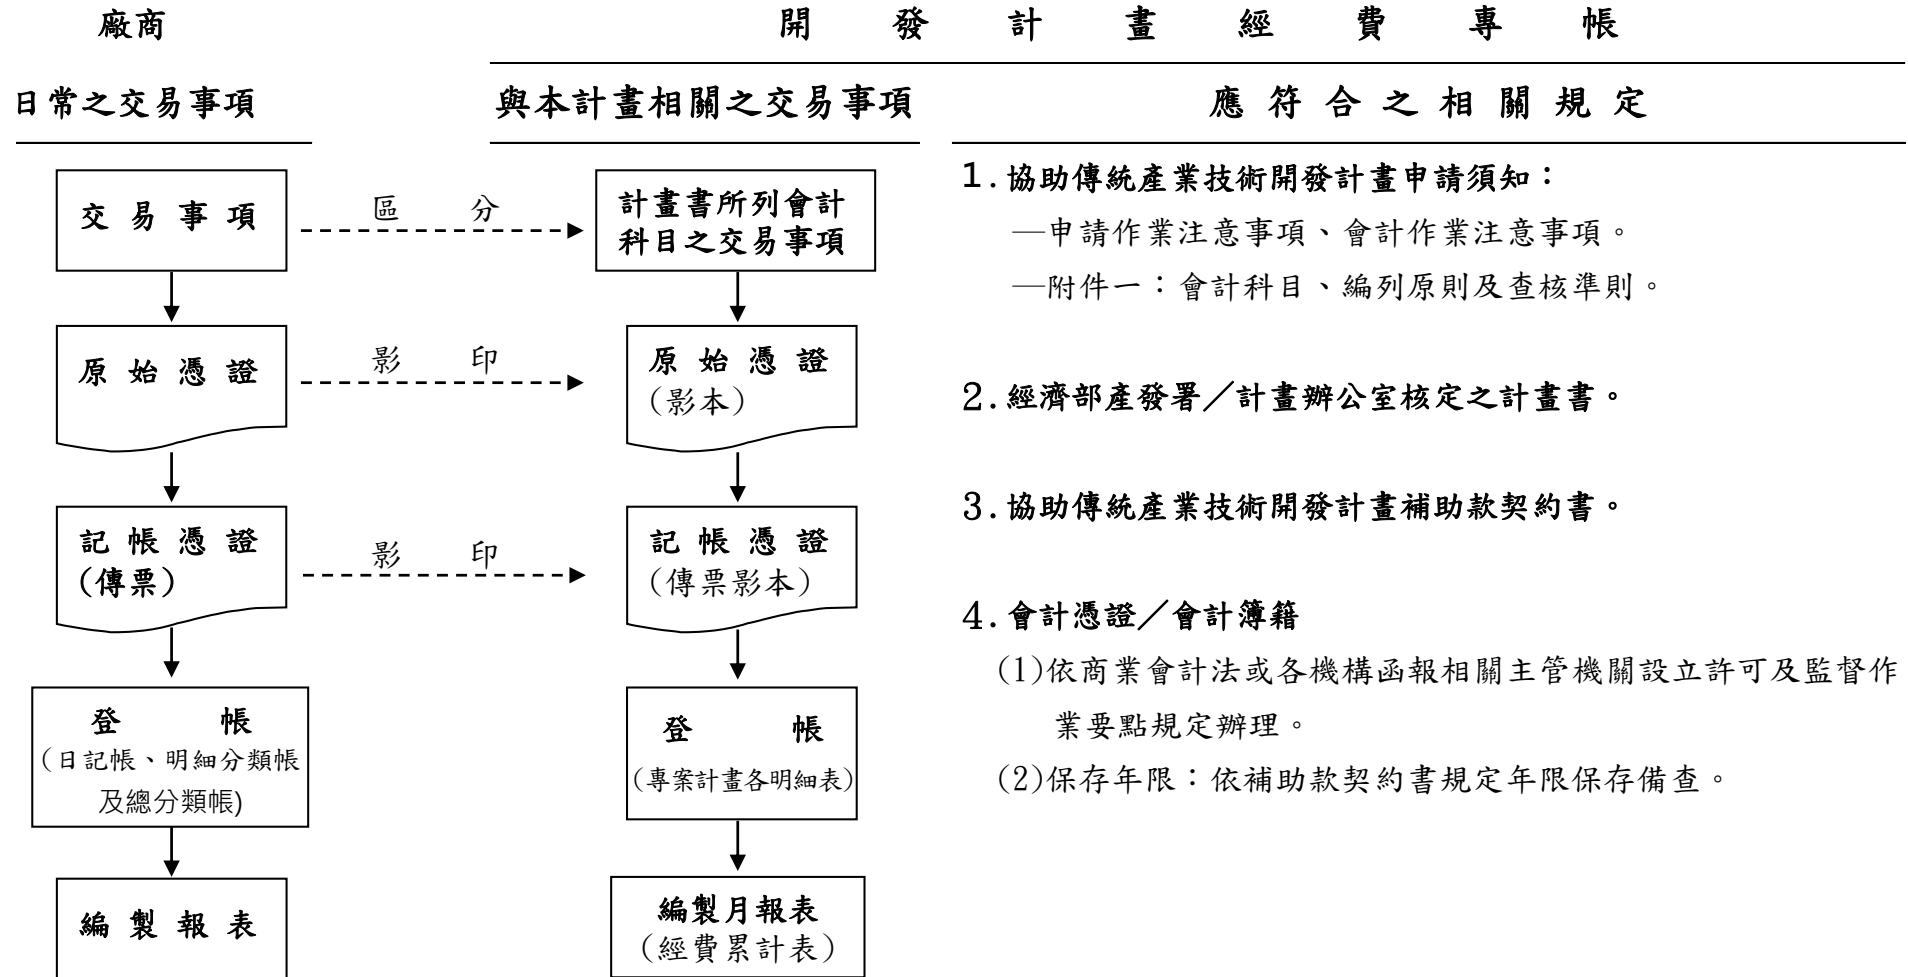 廠商
開發計畫經費專帳
日常之交易事項
與本計畫相關之交易事項
應符合之相關規定
交易事項
區分
計畫書所列會計
科目之交易事項
原始憑證
影印
原始憑證
(影本)
記帳憑證
(傳票)
影印
記帳憑證
(傳票影本)
登帳
(日記帳、明細分類帳
及總分類帳)
登帳
(專案計畫各明細表)
編製報表
編製月報表
(經費累計表)
1.協助傳統產業技術開發計畫申請須知：
—申請作業注意事項、會計作業注意事項。
—附件一：會計科目、編列原則及查核準則。
2.經濟部產發署／計畫辦公室核定之計畫書。
3.協助傳統產業技術開發計畫補助款契約書。
4.會計憑證／會計簿籍
(1)依商業會計法或各機構函報相關主管機關設立許可及監督作
業要點規定辦理。
(2)保存年限：依補助款契約書規定年限保存備查。